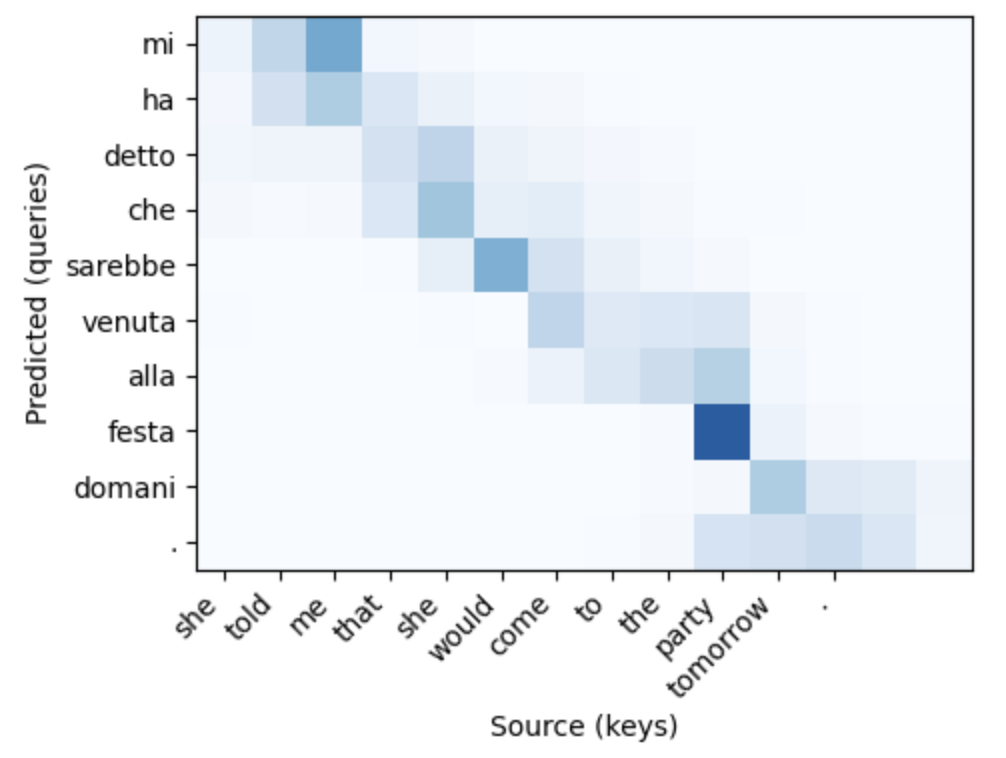 Predicted (queries)
mi
ha
detto
che
sarebbe
venuta
alla
festa
domani
.
she
told
me
that
she
would
come
to
the
party
tomorrow
.
Source (keys)